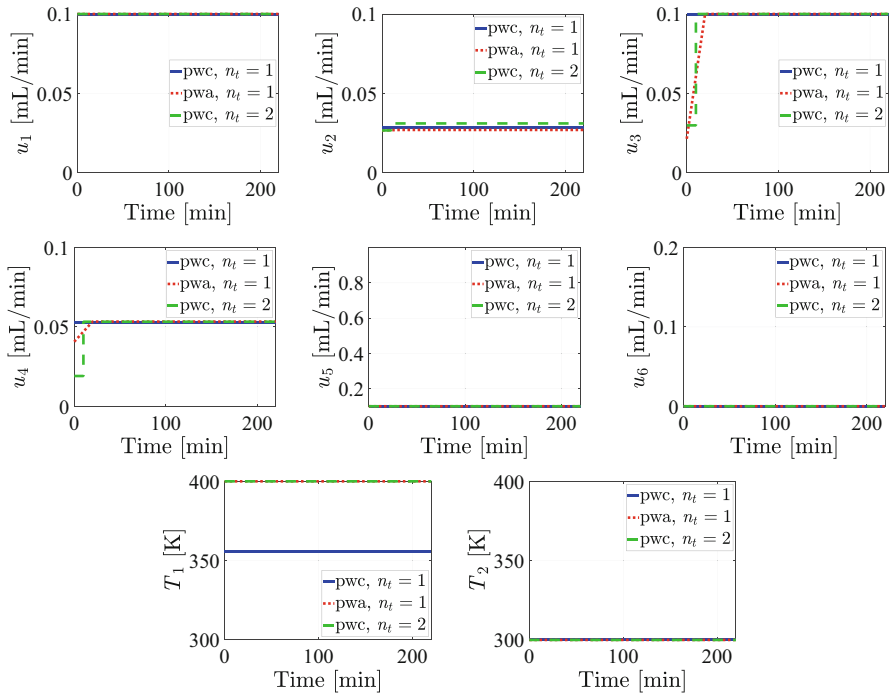 0.1
0.05
0
u1 [mL/min]
pwc, nt = 1
pwa, nt = 1
pwc, nt = 2
0 100 200
Time [min]
0.1
0.05
0
u2 [mL/min]
pwc, nt = 1
pwa, nt = 1
pwc, nt = 2
0 100 200
Time [min]
0.1
0.05
0
u3 [mL/min]
pwc, nt = 1
pwa, nt = 1
pwc, nt = 2
0 100 200
Time [min]
0.1
0.05
0
u4 [mL/min]
pwc, nt = 1
pwa, nt = 1
pwc, nt = 2
0 100 200
Time [min]
0.8
0.6
0.4
0.2
u5 [mL/min]
pwc, nt = 1
pwa, nt = 1
pwc, nt = 2
0 100 200
Time [min]
0.2
0.1
0
u6 [mL/min]
pwc, nt = 1
pwa, nt = 1
pwc, nt = 2
0 100 200
Time [min]
400
350
300
T1 [K]
pwc, nt = 1
pwa, nt = 1
pwc, nt = 2
0 100 200
Time [min]
400
350
300
T2 [K]
pwc, nt = 1
pwa, nt = 1
pwc, nt = 2
0 100 200
Time [min]